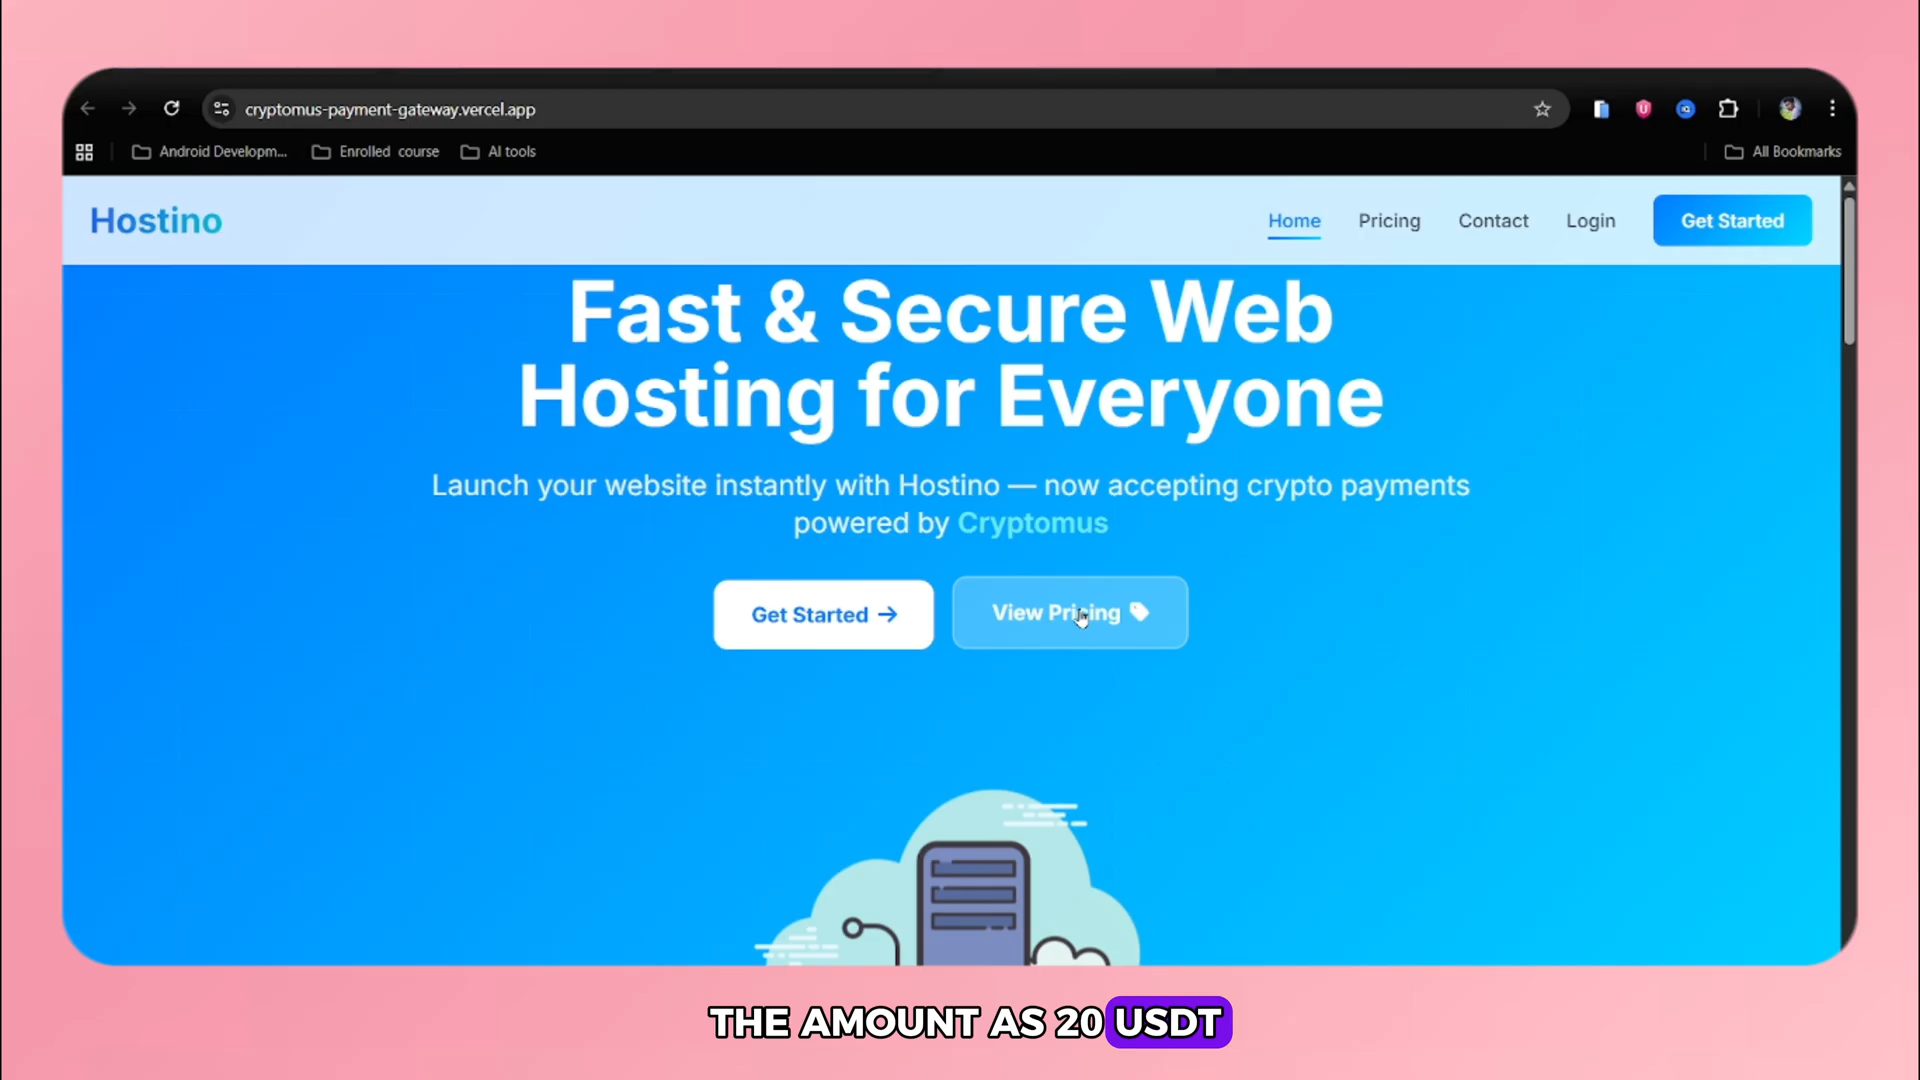 cryptomus-payment-gateway.vercel.app
Android Developm... Enrolled course AI tools All Bookmarks
Hostino Home Pricing Contact Login Get Started
Fast & Secure Web
Hosting for Everyone
Launch your website instantly with Hostino — now accepting crypto payments
powered by Cryptomus
Get Started → View Pricing
THE AMOUNT AS 20 USDT